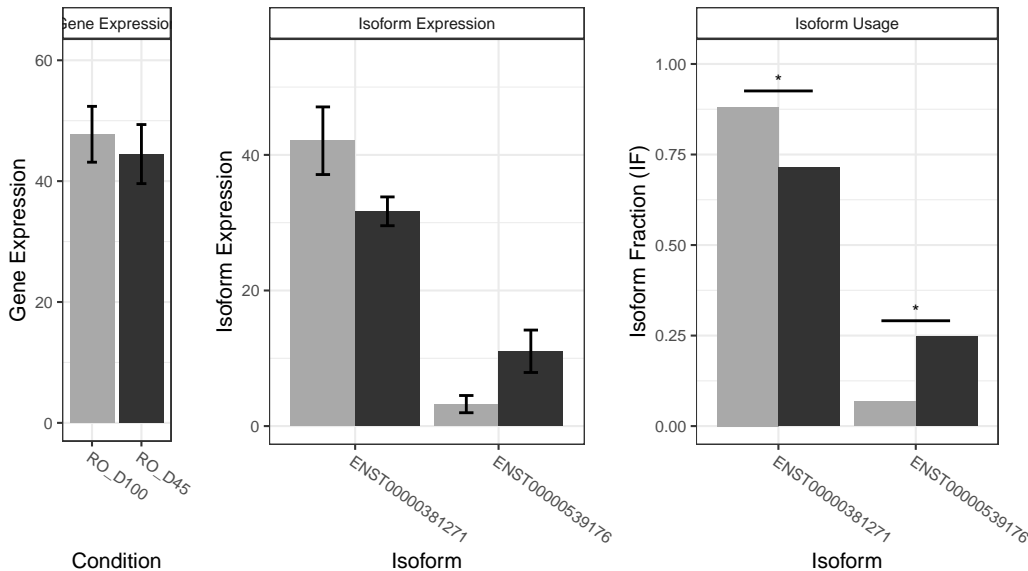 Gene Expression
Gene Expression
60
40
20
0
RO_D100
RO_D45
Condition
Isoform Expression
Isoform Expression
40
20
0
ENST00000381271
ENST00000539176
Isoform
Isoform Usage
Isoform Fraction (IF)
1.00
0.75
0.50
0.25
0.00
*
*
ENST00000381271
ENST00000539176
Isoform